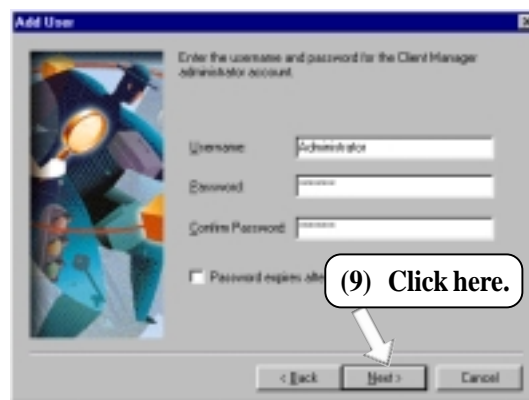 Add User
Enter the username and password for the Client Manager
administrator account.
Username:
Administrator
Password:
********
Confirm Password:
********
Password expires afte
(9) Click here.
< Back
Next >
Cancel